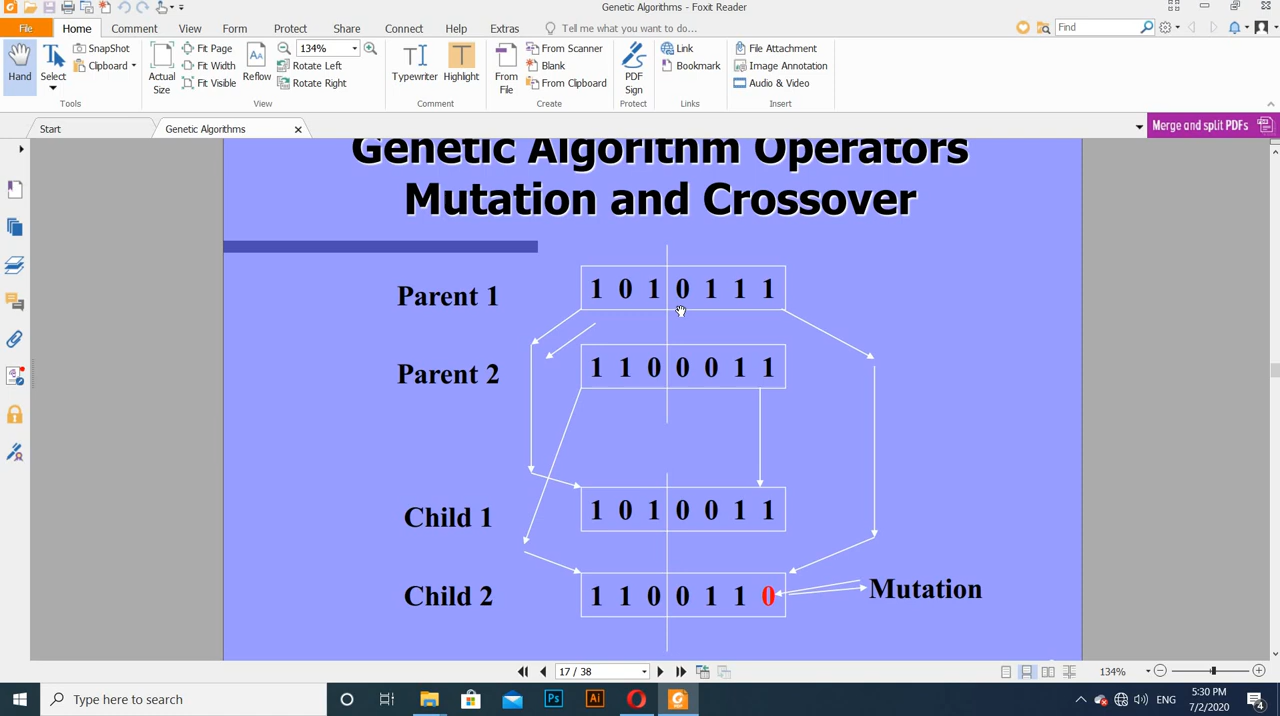 Genetic Algorithms - Foxit Reader
File Home Comment View Form Protect Share Connect Help Extras Tell me what you want to do... Find
Hand
Select
SnapShot
Clipboard
Tools
Actual
Size
Fit Page
Fit Width
Fit Visible
134%
Reflow
Rotate Left
Rotate Right
View
Typewriter
Highlight
Comment
From
File
From Scanner
Blank
From Clipboard
Create
PDF
Sign
Protect
Link
Bookmark
Links
File Attachment
Image Annotation
Audio & Video
Insert
Start
Genetic Algorithms
Merge and split PDFs
Genetic Algorithm Operators
Mutation and Crossover
Parent 1 1 0 1 0 1 1 1
Parent 2 1 1 0 0 0 1 1
Child 1 1 0 1 0 0 1 1
Child 2 1 1 0 0 1 1 0 Mutation
17 / 38
134%
Type here to search
Ps
Ai
ENG
5:30 PM
7/2/2020
4